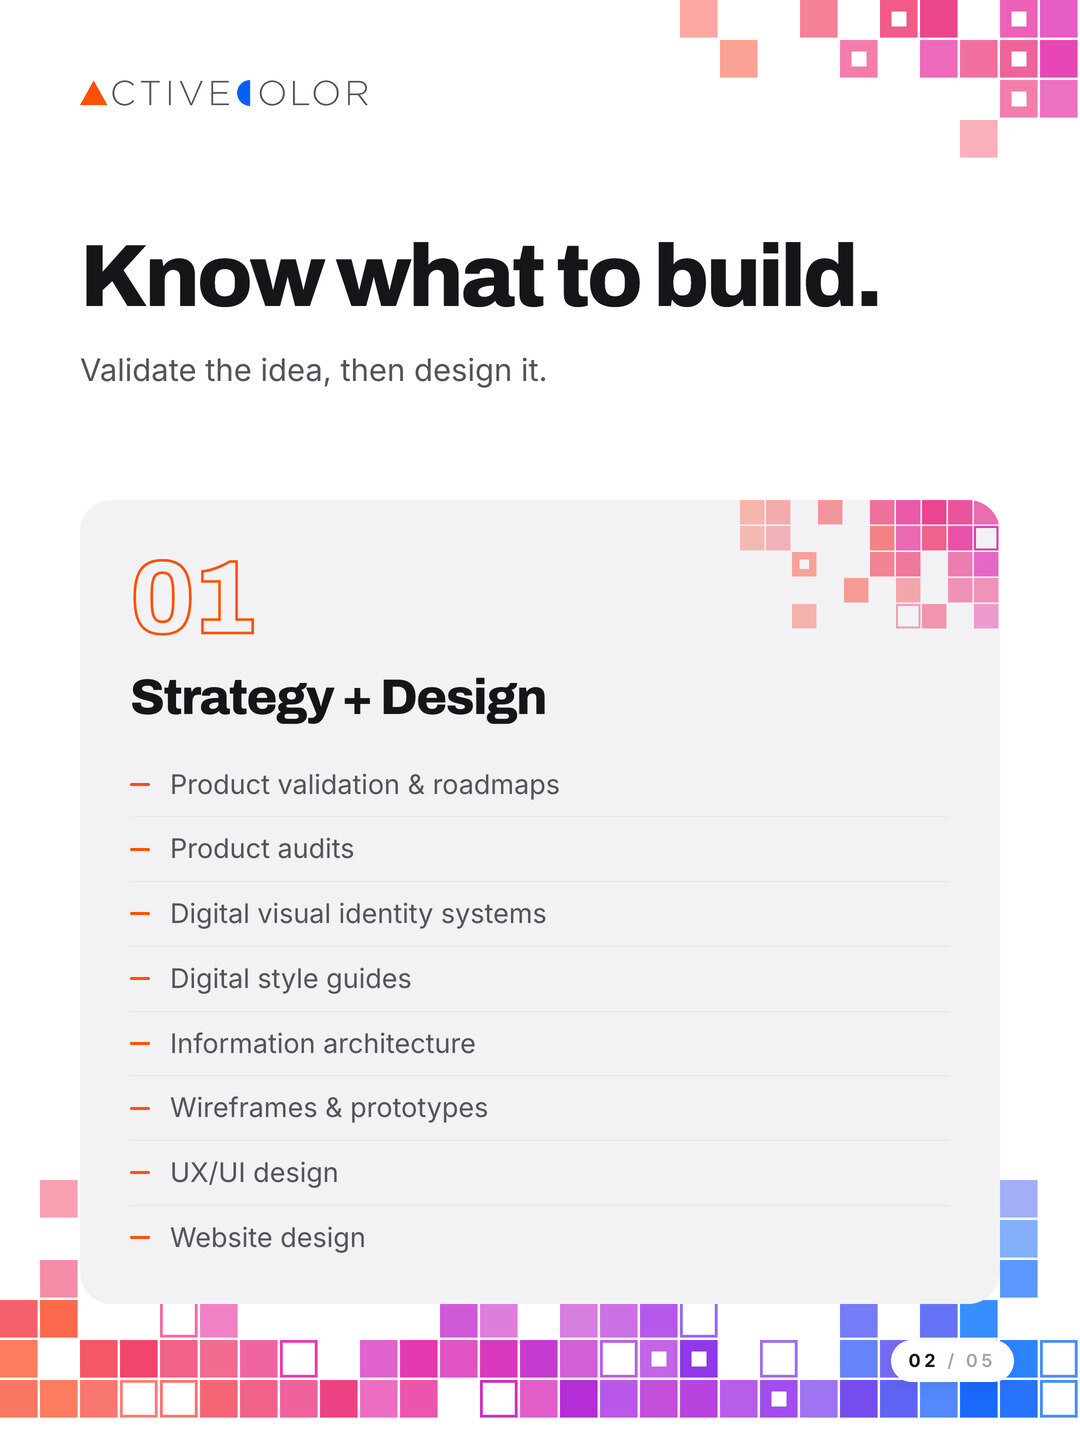 ACTIVECOLOR
Know what to build.
Validate the idea, then design it.
01
Strategy + Design
Product validation & roadmaps
Product audits
Digital visual identity systems
Digital style guides
Information architecture
Wireframes & prototypes
UX/UI design
Website design
02 / 05